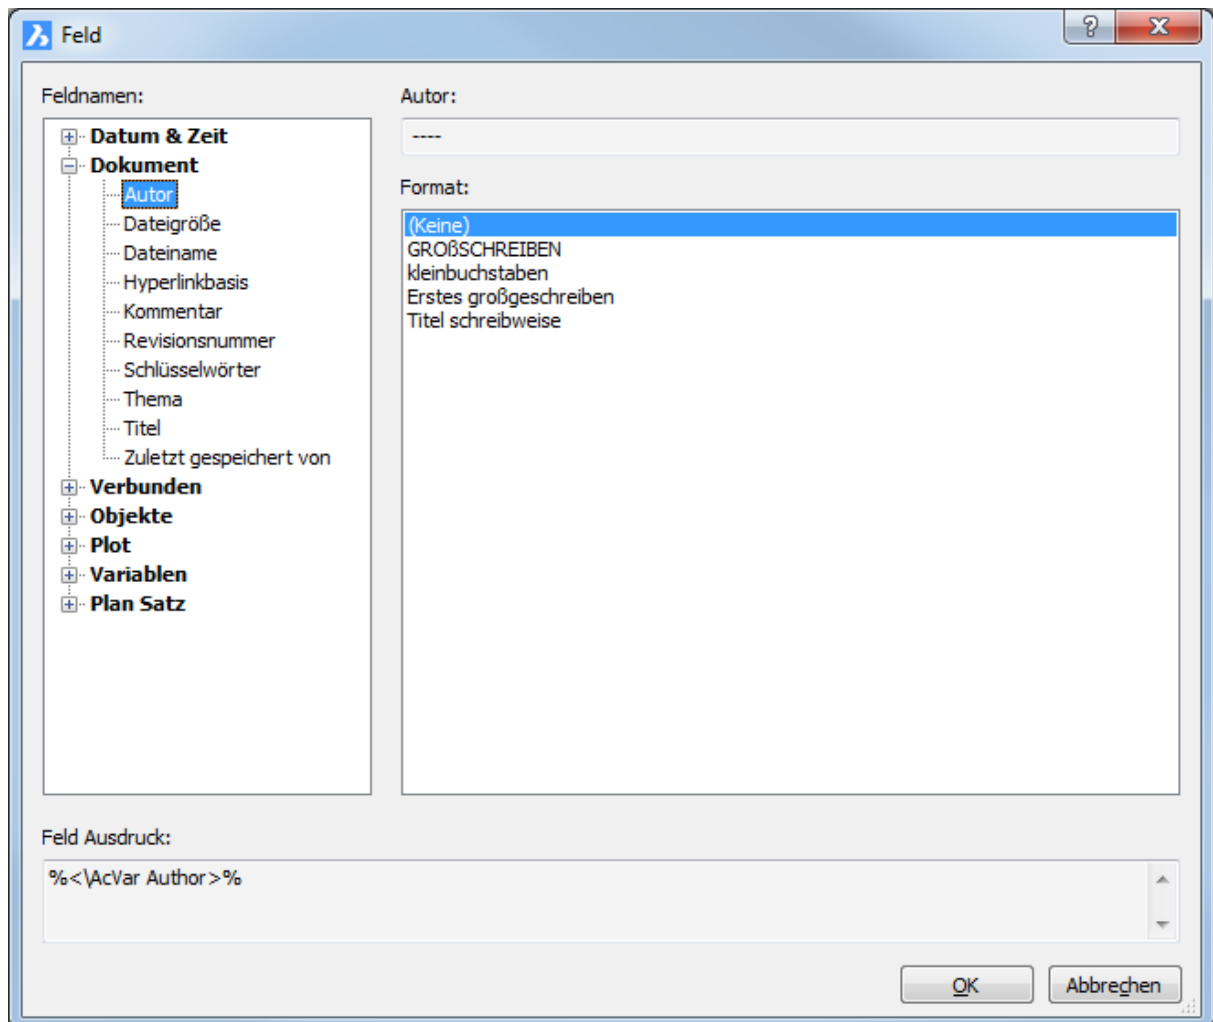 Feld
Feldnamen:
Datum & Zeit
Dokument
Autor
Dateigröße
Dateiname
Hyperlinkbasis
Kommentar
Revisionsnummer
Schlüsselwörter
Thema
Titel
Zuletzt gespeichert von
Verbunden
Objekte
Plot
Variablen
Plan Satz
Autor:
----
Format:
(Keine)
GROßSCHREIBEN
kleinbuchstaben
Erstes großgeschreiben
Titel schreibweise
Feld Ausdruck:
%<\AcVar Author>%
OK
Abbrechen